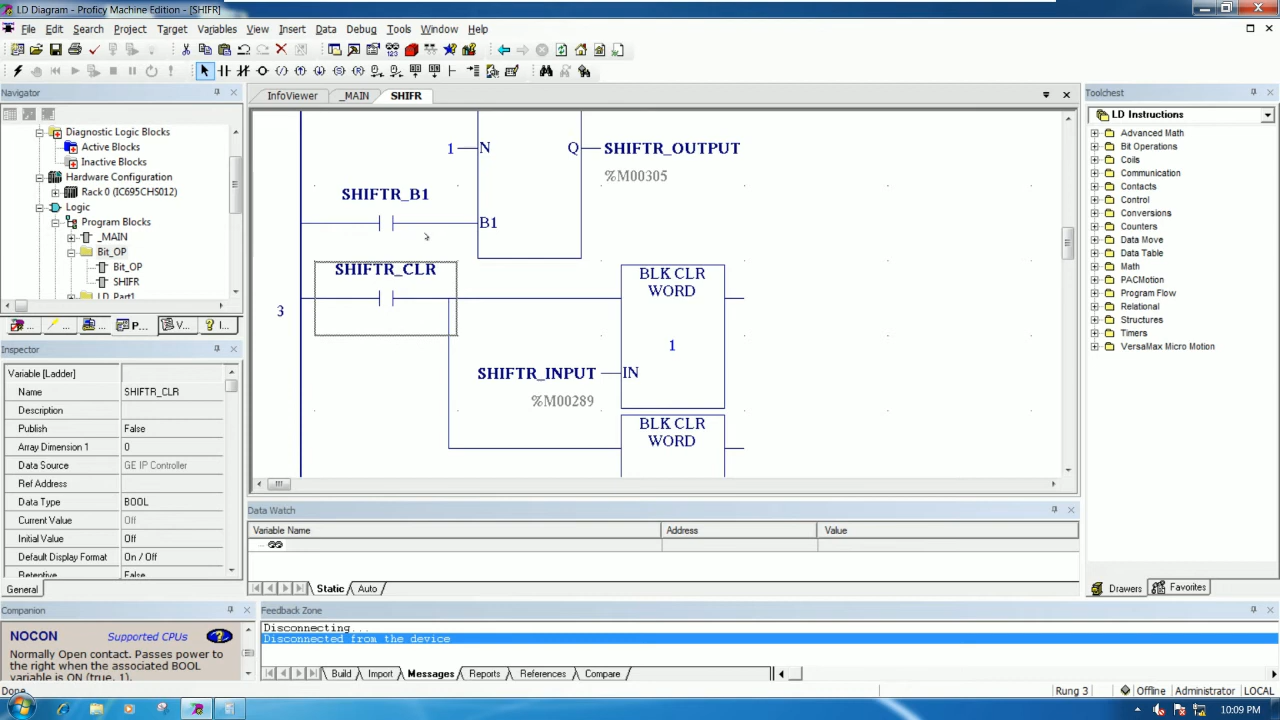 LD Diagram - Proficy Machine Edition - [SHIFR]
File Edit Search Project Target Variables View Insert Data Debug Tools Window Help
Navigator
Diagnostic Logic Blocks
Active Blocks
Inactive Blocks
Hardware Configuration
Rack 0 (IC695CHS012)
Logic
Program Blocks
_MAIN
Bit_OP
Bit_OP
SHIFR
LD_Part1
P... V... I...
Inspector
Variable [Ladder]
Name SHIFTR_CLR
Description
Publish False
Array Dimension 1 0
Data Source GE IP Controller
Ref Address
Data Type BOOL
Current Value Off
Initial Value Off
Default Display Format On / Off
Retentive False
General
Companion
NOCON Supported CPUs
Normally Open contact. Passes power
to the right when the associated BOOL
variable is ON (true, 1).
InfoViewer _MAIN SHIFR
1 N Q SHIFTR_OUTPUT
%M00305
SHIFTR_B1
B1
SHIFTR_CLR
3
BLK CLR
WORD
1
SHIFTR_INPUT IN
%M00289
BLK CLR
WORD
Data Watch
Variable Name Address Value
Static Auto
Feedback Zone
Disconnecting...
Disconnected from the device
Build Import Messages Reports References Compare
Toolchest
LD Instructions
Advanced Math
Bit Operations
Coils
Communication
Contacts
Control
Conversions
Counters
Data Move
Math
PACMotion
Program Flow
Relational
Structures
Timers
VersaMax Micro Motion
Drawers Favorites
Done
Rung 3 Offline Administrator LOCAL
10:09 PM